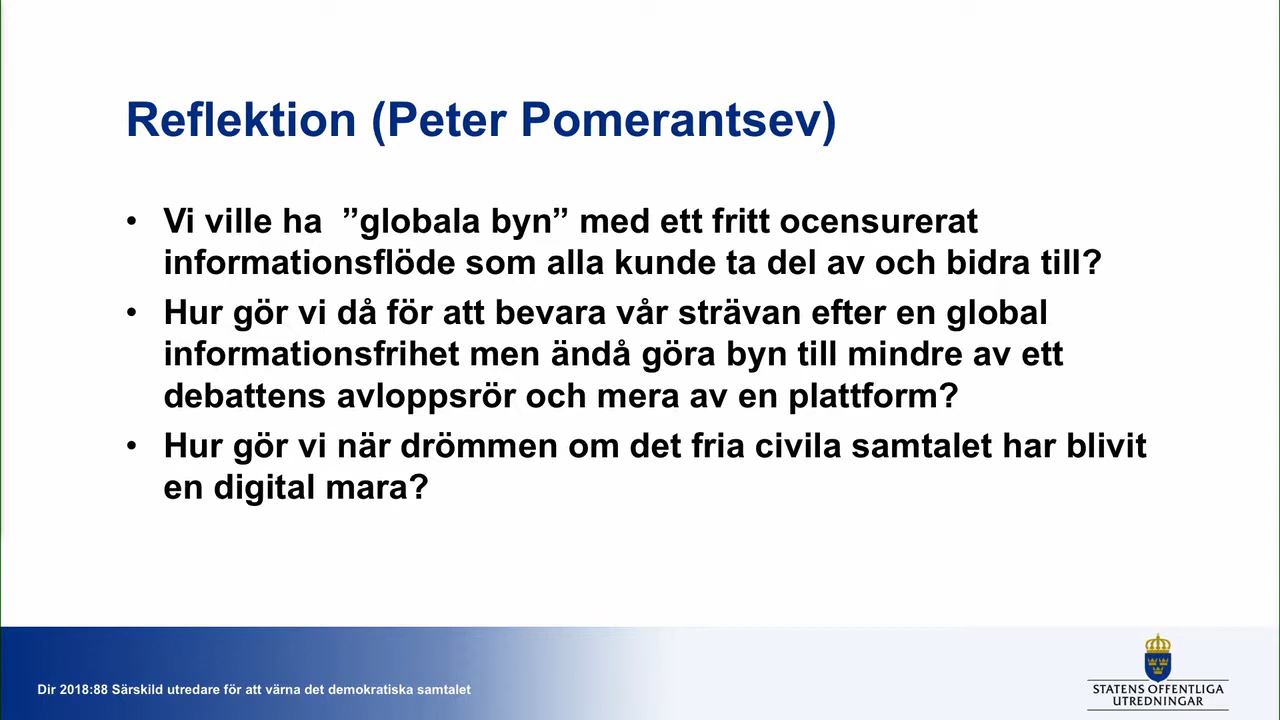 Reflektion (Peter Pomerantsev)
• Vi ville ha ”globala byn” med ett fritt ocensurerat
informationsflöde som alla kunde ta del av och bidra till?
• Hur gör vi då för att bevara vår strävan efter en global
informationsfrihet men ändå göra byn till mindre av ett
debattens avloppsrör och mera av en plattform?
• Hur gör vi när drömmen om det fria civila samtalet har blivit
en digital mara?
Dir 2018:88 Särskild utredare för att värna det demokratiska samtalet
STATENS OFFENTLIGA
UTREDNINGAR